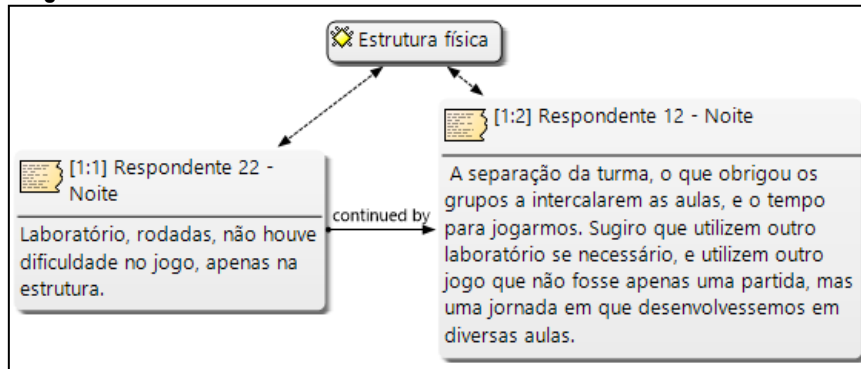 Estrutura física
[1:1] Respondente 22 -
Noite
Laboratório, rodadas, não houve
dificuldade no jogo, apenas na
estrutura.
continued by
[1:2] Respondente 12 - Noite
A separação da turma, o que obrigou os
grupos a intercalarem as aulas, e o tempo
para jogarmos. Sugiro que utilizem outro
laboratório se necessário, e utilizem outro
jogo que não fosse apenas uma partida, mas
uma jornada em que desenvolvessemos em
diversas aulas.